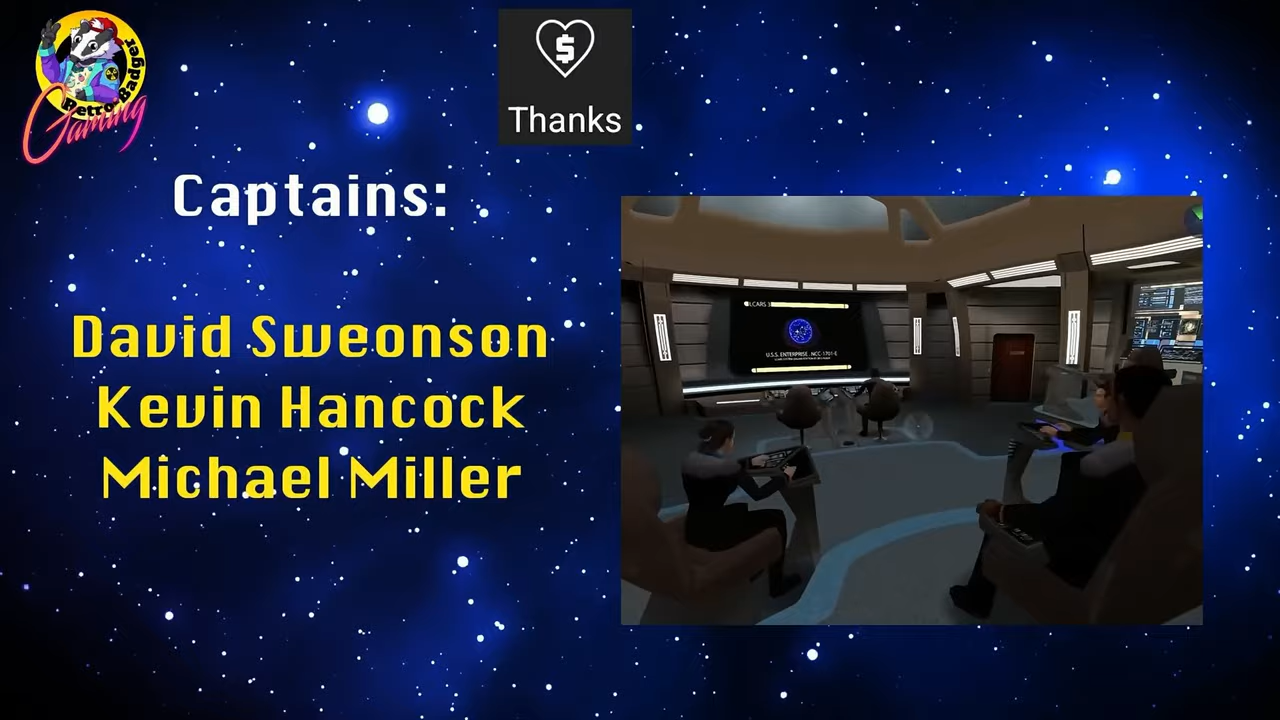 Retro Badger
Gaming
Thanks
Captains:
David Sweonson
Kevin Hancock
Michael Miller
LCARS
U.S.S. ENTERPRISE NCC-1701-E